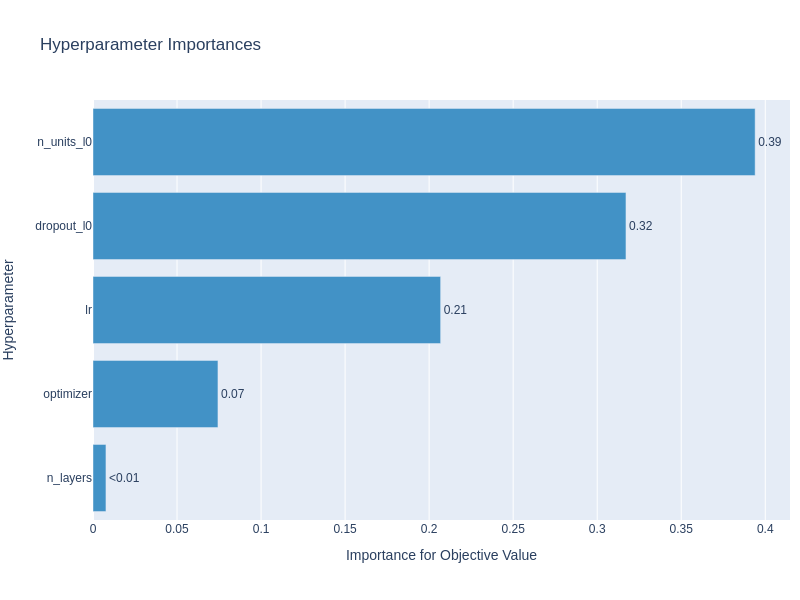 Hyperparameter Importances
n_units_l0
0.39
dropout_l0
0.32
lr
0.21
optimizer
0.07
n_layers
<0.01
0
0.05
0.1
0.15
0.2
0.25
0.3
0.35
0.4
Importance for Objective Value
Hyperparameter